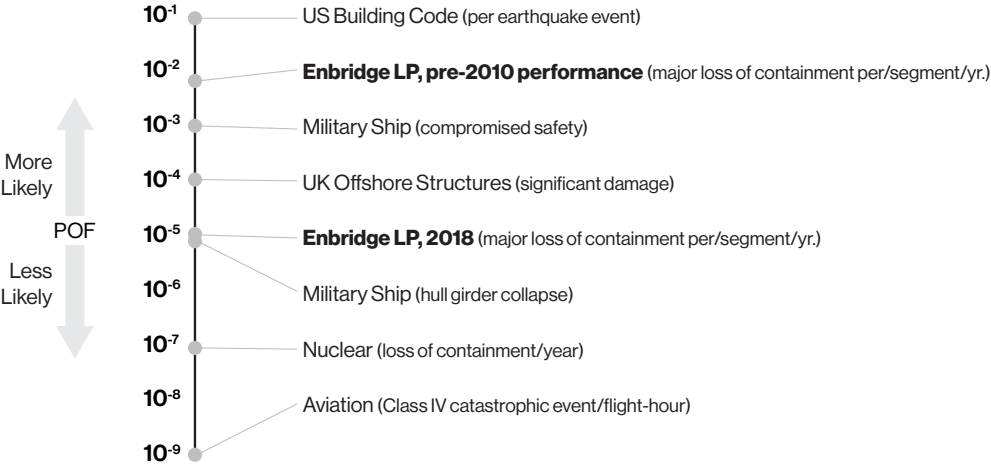 10-1 US Building Code (per earthquake event)
10-2 Enbridge LP, pre-2010 performance (major loss of containment per/segment/yr.)
10-3 Military Ship (compromised safety)
More
Likely
10-4 UK Offshore Structures (significant damage)
POF
10-5 Enbridge LP, 2018 (major loss of containment per/segment/yr.)
Less
Likely
10-6 Military Ship (hull girder collapse)
10-7 Nuclear (loss of containment/year)
10-8 Aviation (Class IV catastrophic event/flight-hour)
10-9